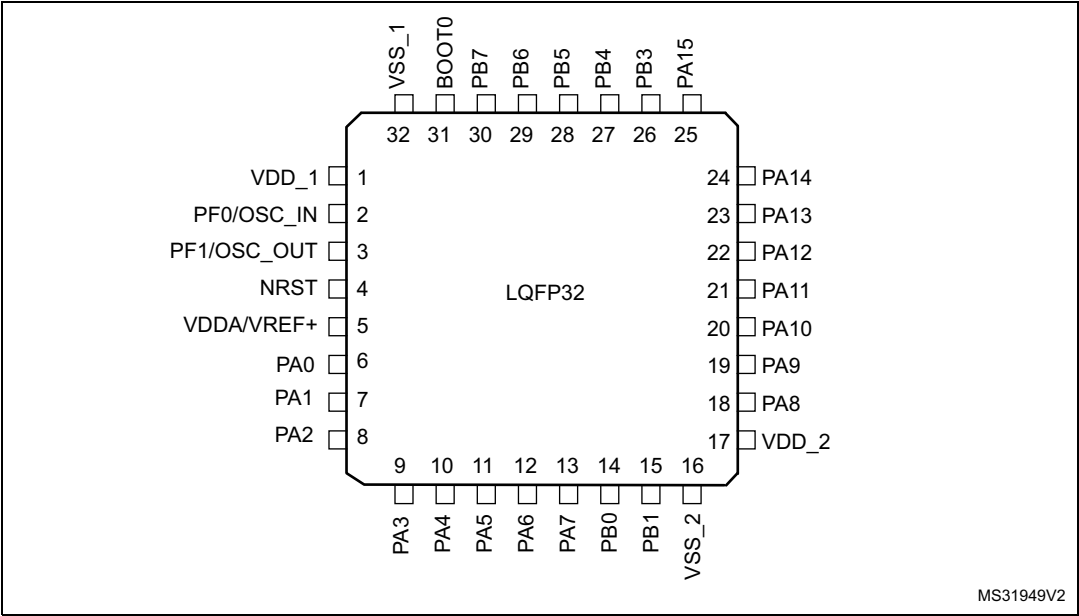 VSS_1
BOOT0
PB7
PB6
PB5
PB4
PB3
PA15
32 31 30 29 28 27 26 25
VDD_1 1
PF0/OSC_IN 2
PF1/OSC_OUT 3
NRST 4
VDDA/VREF+ 5
PA0 6
PA1 7
PA2 8
LQFP32
24 PA14
23 PA13
22 PA12
21 PA11
20 PA10
19 PA9
18 PA8
17 VDD_2
9 10 11 12 13 14 15 16
PA3
PA4
PA5
PA6
PA7
PB0
PB1
VSS_2
MS31949V2